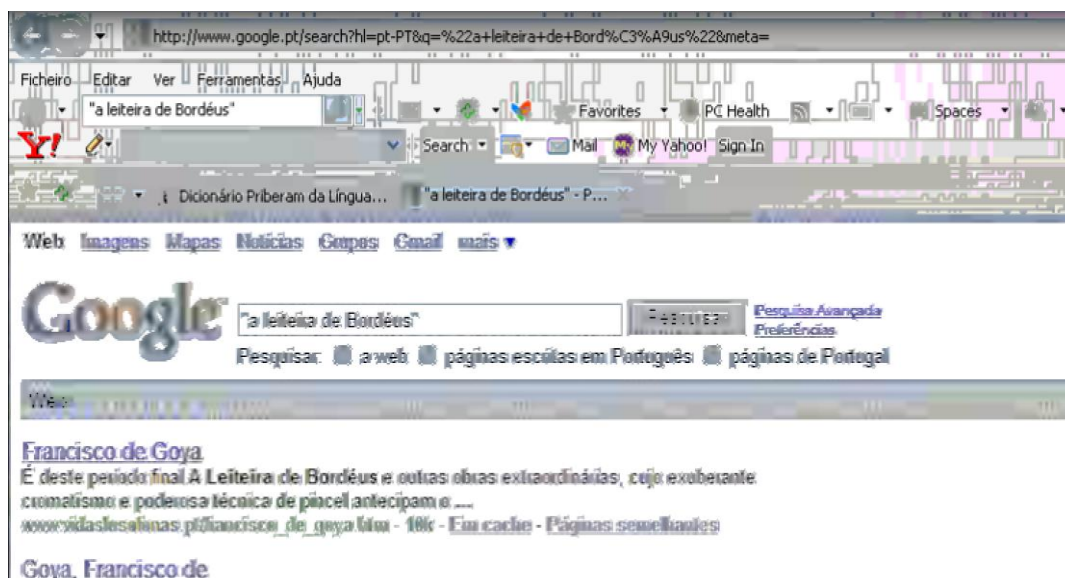 http://www.google.pt/search?hl=pt-PT&q=%22a+leiteira+de+Bord%C3%A9us%22&meta=
Ficheiro Editar Ver Ferramentas Ajuda
"a leiteira de Bordéus" Favorites PC Health Spaces
Y! Search Mail My Yahoo! Sign In
Dicionário Priberam da Língua... "a leiteira de Bordéus" - P...
Web Imagens Mapas Notícias Grupos Gmail mais
Google "a leiteira de Bordéus" Pesquisar Pesquisa Avançada
Preferências
Pesquisar: a web páginas escritas em Português páginas de Portugal
Web
Francisco de Goya
É deste período final A Leiteira de Bordéus e outras obras extraordinárias, cujo exuberante
cromatismo e poderosa técnica de pincel antecipam o ....
- 10k - Em cache - Páginas semelhantes
Goya, Francisco de